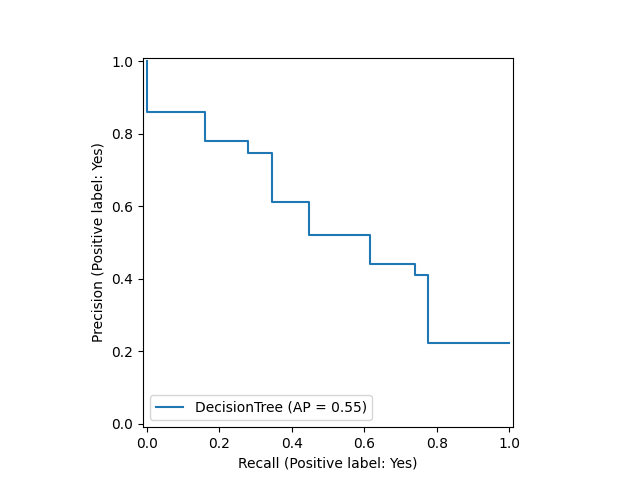 1.0
0.8
0.6
0.4
0.2
0.0
Precision (Positive label: Yes)
DecisionTree (AP = 0.55)
0.0 0.2 0.4 0.6 0.8 1.0
Recall (Positive label: Yes)